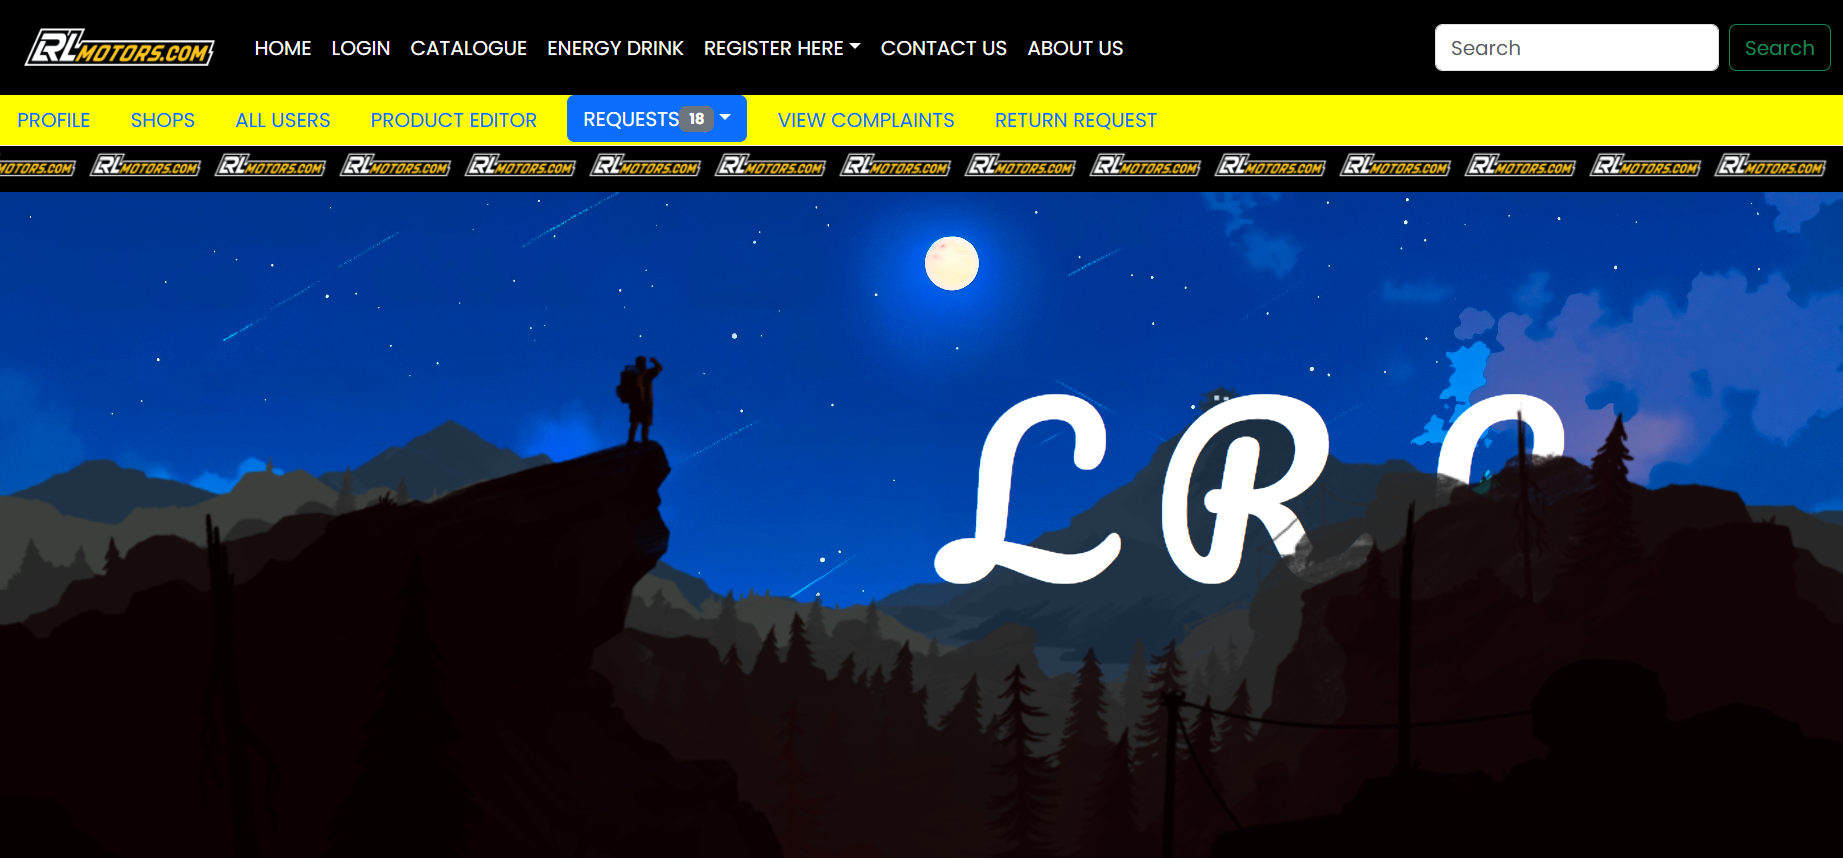 RLMOTORS.COM HOME LOGIN CATALOGUE ENERGY DRINK REGISTER HERE CONTACT US ABOUT US Search Search
PROFILE SHOPS ALL USERS PRODUCT EDITOR REQUESTS 18 VIEW COMPLAINTS RETURN REQUEST
MOTORS.COM RLMOTORS.COM RLMOTORS.COM RLMOTORS.COM RLMOTORS.COM RLMOTORS.COM RLMOTORS.COM RLMOTORS.COM RLMOTORS.COM RLMOTORS.COM RLMOTORS.COM RLMOTORS.COM RLMOTORS.COM RLMOTORS.COM RLMOTORS.COM
L R